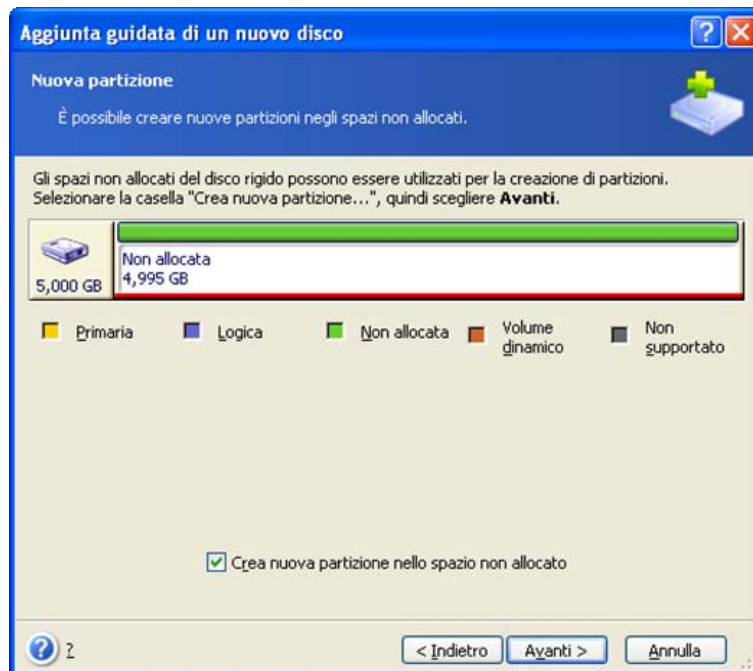 Aggiunta guidata di un nuovo disco
Nuova partizione
È possibile creare nuove partizioni negli spazi non allocati.
Gli spazi non allocati del disco rigido possono essere utilizzati per la creazione di partizioni.
Selezionare la casella "Crea nuova partizione...", quindi scegliere Avanti.
5,000 GB
Non allocata
4,995 GB
Primaria
Logica
Non allocata
Volume
dinamico
Non
supportato
Crea nuova partizione nello spazio non allocato
?
< Indietro
Avanti >
Annulla